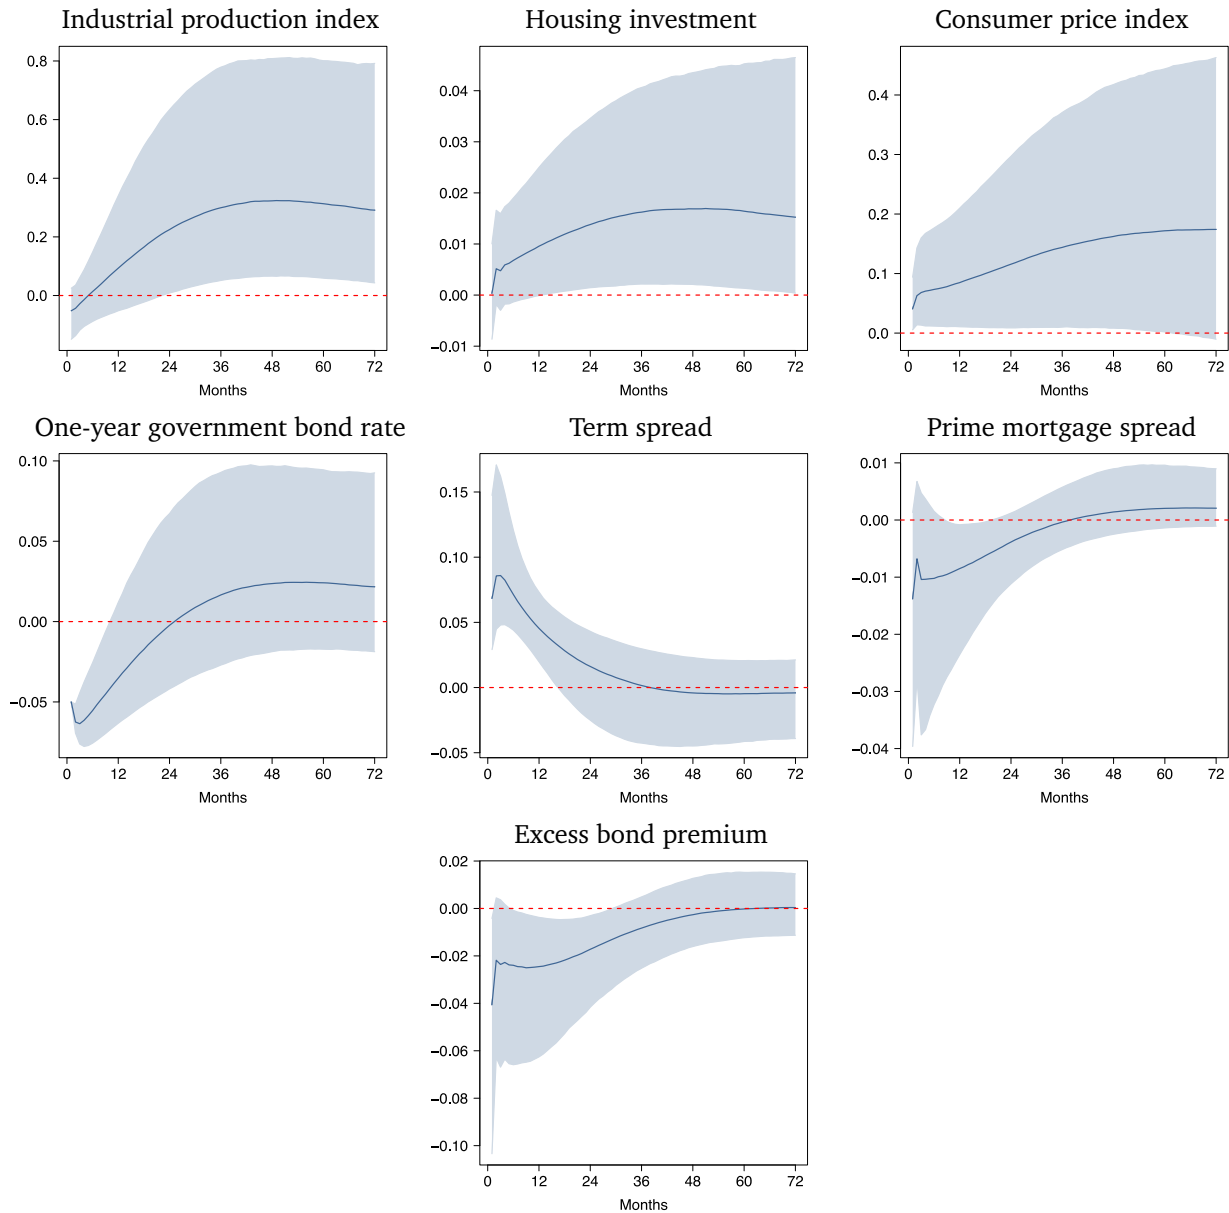 Industrial production index
Housing investment
Consumer price index
0.8
0.6
0.4
0.2
0.0
0 12 24 36 48 60 72
Months
0.04
0.03
0.02
0.01
0.00
−0.01
0 12 24 36 48 60 72
Months
0.4
0.3
0.2
0.1
0.0
0 12 24 36 48 60 72
Months
One-year government bond rate
Term spread
Prime mortgage spread
0.10
0.05
0.00
−0.05
0 12 24 36 48 60 72
Months
0.15
0.10
0.05
0.00
−0.05
0 12 24 36 48 60 72
Months
0.01
0.00
−0.01
−0.02
−0.03
−0.04
0 12 24 36 48 60 72
Months
Excess bond premium
0.02
0.00
−0.02
−0.04
−0.06
−0.08
−0.10
0 12 24 36 48 60 72
Months